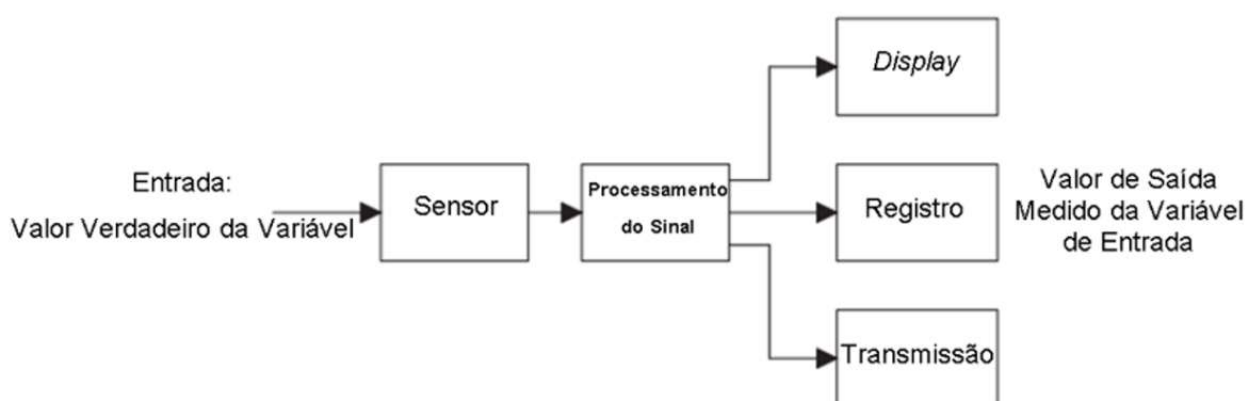 Entrada:
Valor Verdadeiro da Variável
Sensor
Processamento
do Sinal
Display
Registro
Transmissão
Valor de Saída
Medido da Variável
de Entrada